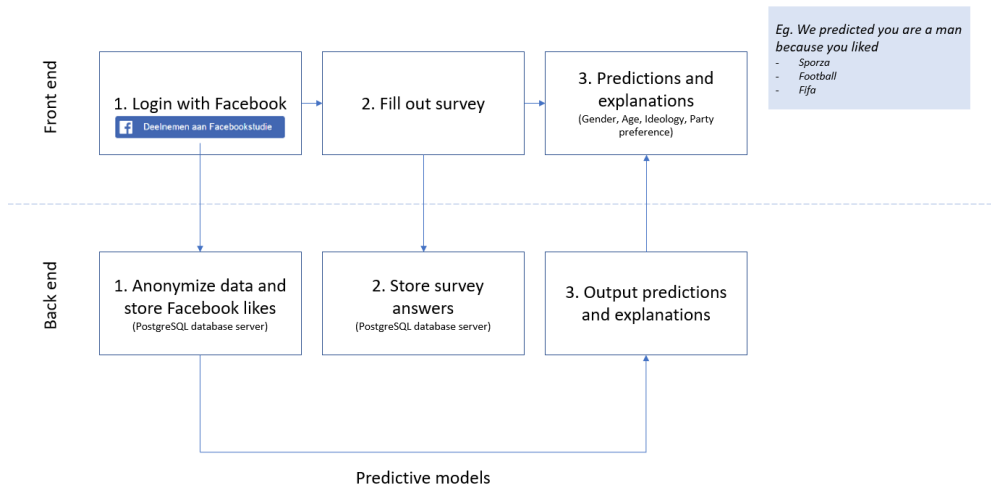 Eg. We predicted you are a man
because you liked
- Sporza
- Football
- Fifa
Front end
1. Login with Facebook
Deelnemen aan Facebookstudie
2. Fill out survey
3. Predictions and
explanations
(Gender, Age, Ideology, Party
preference)
Back end
1. Anonymize data and
store Facebook likes
(PostgreSQL database server)
2. Store survey
answers
(PostgreSQL database server)
3. Output predictions
and explanations
Predictive models